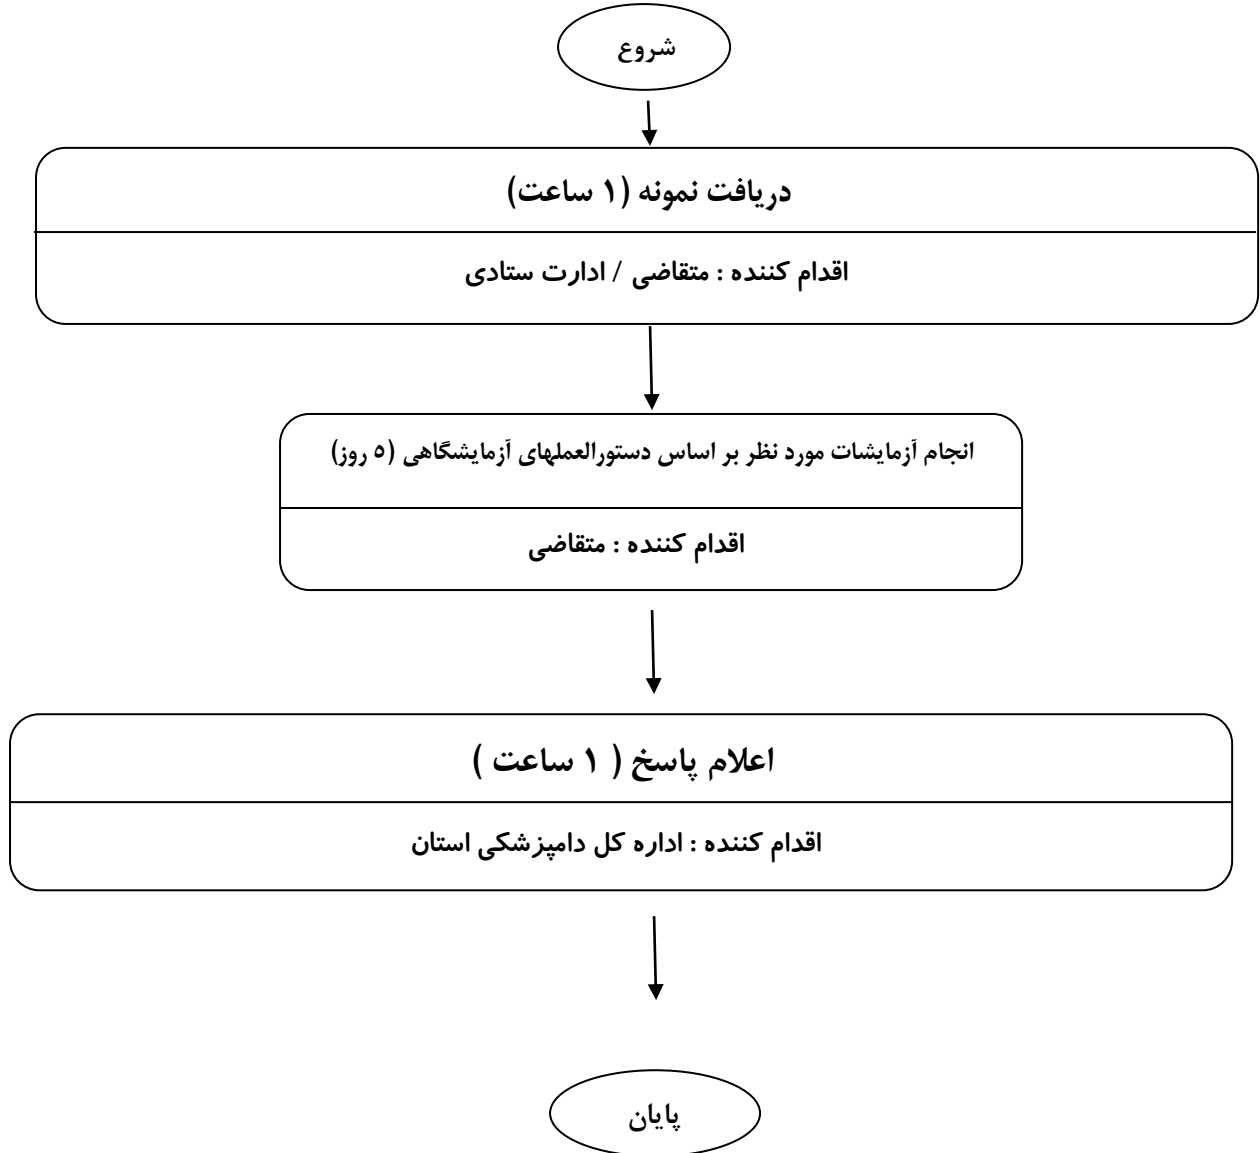 شروع
دریافت نمونه (۱ ساعت)
اقدام کننده : متقاضی / ادارت ستادی
انجام آزمایشات مورد نظر بر اساس دستورالعملهای آزمایشگاهی (۵ روز)
اقدام کننده : متقاضی
اعلام پاسخ ( ۱ ساعت )
اقدام کننده : اداره کل دامپزشکی استان
پایان